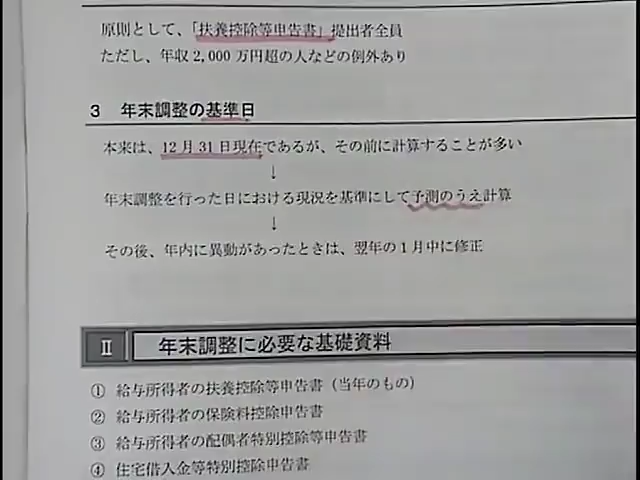 原則として、「扶養控除等申告書」提出者全員
ただし、年収2,000万円超の人などの例外あり
3 年末調整の基準日
本来は、12月31日現在であるが、その前に計算することが多い
↓
年末調整を行った日における現況を基準にして予測のうえ計算
↓
その後、年内に異動があったときは、翌年の1月中に修正
Ⅱ 年末調整に必要な基礎資料
① 給与所得者の扶養控除等申告書（当年のもの）
② 給与所得者の保険料控除申告書
③ 給与所得者の配偶者特別控除等申告書
④ 住宅借入金等特別控除申告書